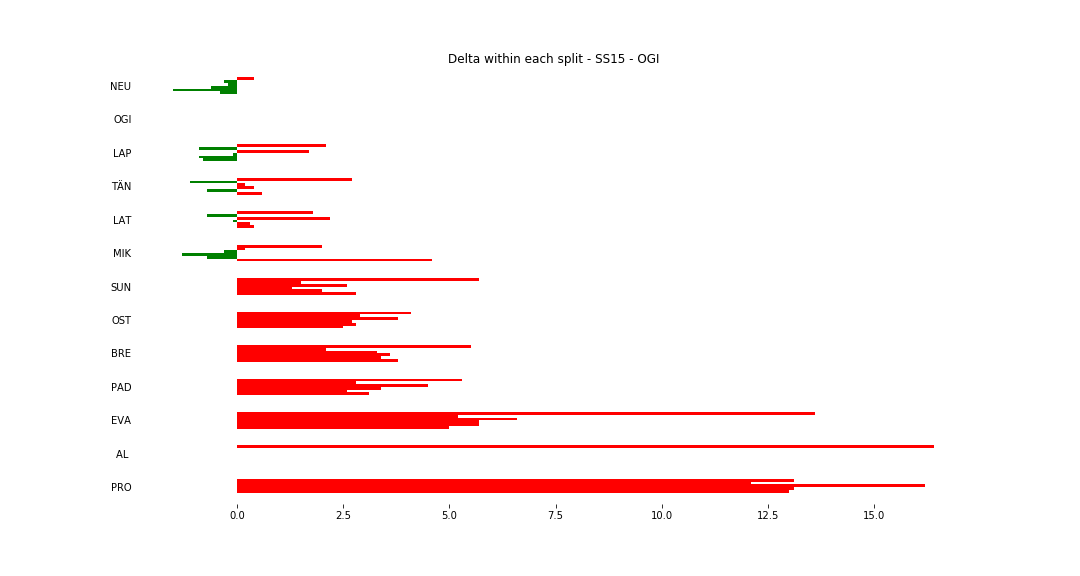 Delta within each split - SS15 - OGI
NEU
OGI
LAP
TÄN
LAT
MIK
SUN
OST
BRE
PAD
EVA
AL
PRO
0.0 2.5 5.0 7.5 10.0 12.5 15.0